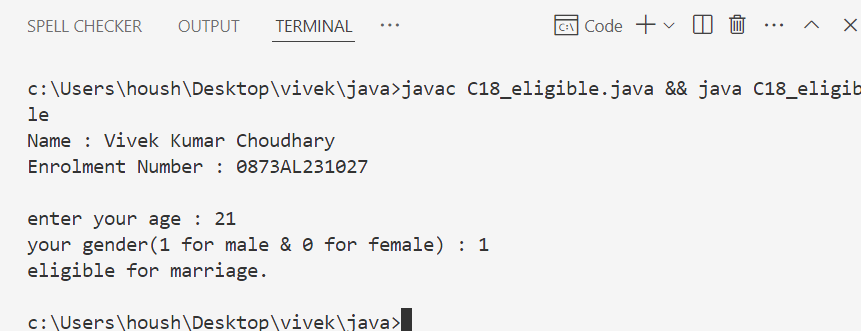 SPELL CHECKER OUTPUT TERMINAL ··· Code ···
c:\Users\housh\Desktop\vivek\java>javac C18_eligible.java && java C18_eligib
le
Name : Vivek Kumar Choudhary
Enrolment Number : 0873AL231027
enter your age : 21
your gender(1 for male & 0 for female) : 1
eligible for marriage.
c:\Users\housh\Desktop\vivek\java>